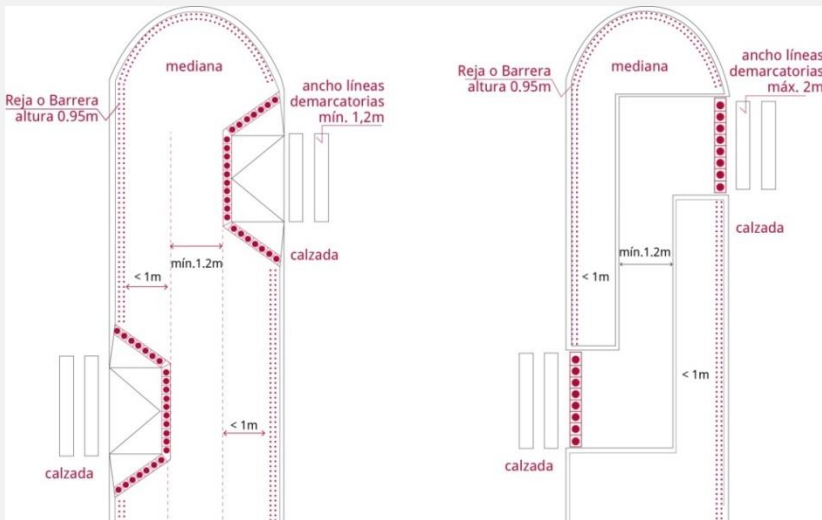 mediana
Reja o Barrera
altura 0.95m
ancho líneas
demarcatorias
mín. 1,2m
calzada
mín.1.2m
< 1m
< 1m
calzada
mediana
Reja o Barrera
altura 0.95m
ancho líneas
demarcatorias
máx. 2m
calzada
mín.1.2m
< 1m
< 1m
calzada